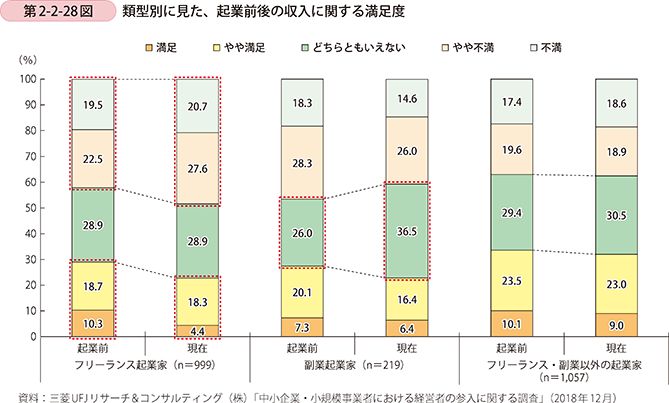 第2-2-28図 類型別に見た、起業前後の収入に関する満足度
満足 やや満足 どちらともいえない やや不満 不満
(%)
100
90
80
70
60
50
40
30
20
10
0
19.5 20.7 18.3 14.6 17.4 18.6
22.5 27.6 28.3 26.0 19.6 18.9
28.9 28.9 26.0 36.5 29.4 30.5
18.7 18.3 20.1 16.4 23.5 23.0
10.3 4.4 7.3 6.4 10.1 9.0
起業前 現在 起業前 現在 起業前 現在
フリーランス起業家(n=999) 副業起業家(n=219) フリーランス・副業以外の起業家
(n=1,057)
資料:三菱UFJリサーチ&コンサルティング(株)「中小企業・小規模事業者における経営者の参入に関する調査」(2018年12月)